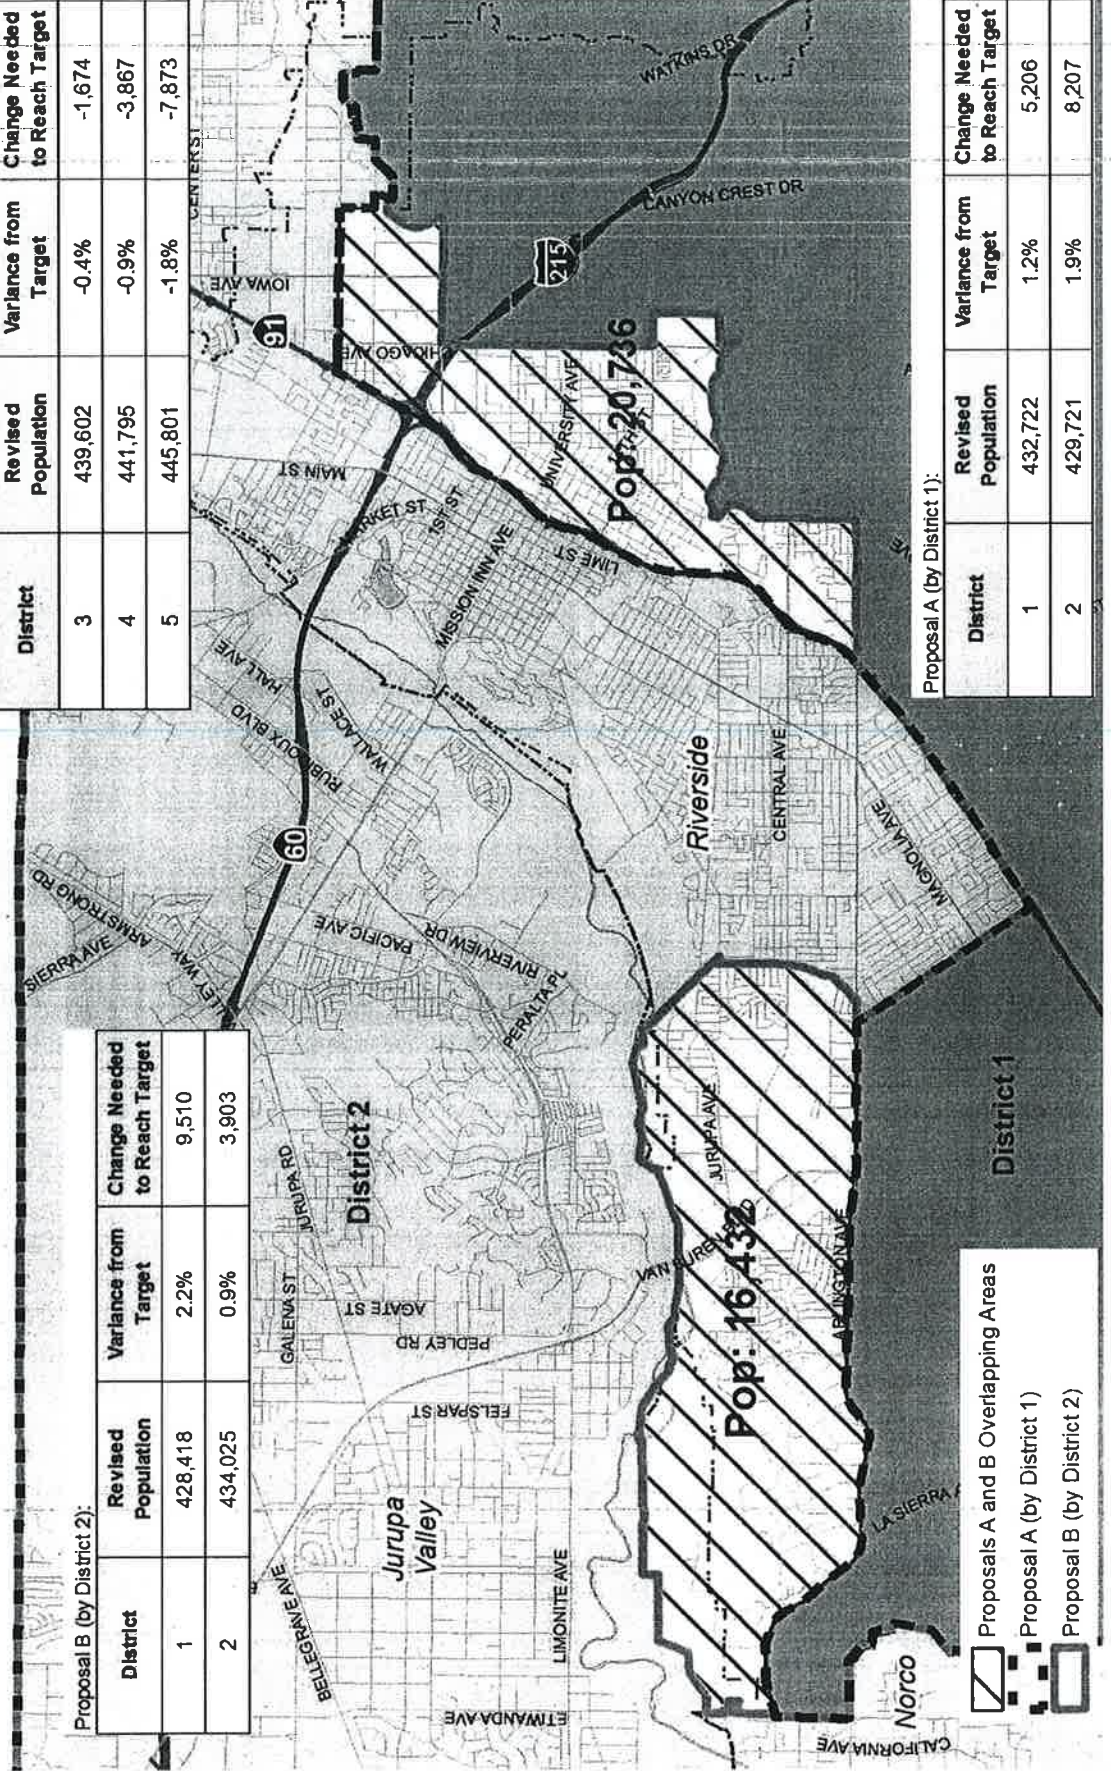 Proposal B (by District 2):
District | Revised Population | Variance from Target | Change Needed to Reach Target
1 | 428,418 | 2.2% | 9,510
2 | 434,025 | 0.9% | 3,903
District | Revised Population | Variance from Target | Change Needed to Reach Target
3 | 439,602 | -0.4% | -1,674
4 | 441,795 | -0.9% | -3,867
5 | 445,801 | -1.8% | -7,873
SIERRA AVE
ARMSTRONG RD
60
91
215
HALL AVE
RUBIDOUX BLVD
WALLACE ST
PACIFIC AVE
RIVERVIEW DR
PERALTA PL
MAIN ST
1ST ST
MISSION INN AVE
LIME ST
IOWA AVE
CENTER ST
UNIVERSITY AVE
WATKINS DR
CANYON CREST DR
BELLEGRAVE AVE
GALENA ST
JURUPA RD
District 2
AGATE ST
PEDLEY RD
FELSPAR ST
Jurupa
Valley
LIMONITE AVE
ETIWANDA AVE
Pop: 20,736
Riverside
CENTRAL AVE
MAGNOLIA AVE
JURUPA AVE
Pop: 16,432
ARLINGTON AVE
District 1
Norco
CALIFORNIA AVE
Proposals A and B Overlapping Areas
Proposal A (by District 1)
Proposal B (by District 2)
Proposal A (by District 1):
District | Revised Population | Variance from Target | Change Needed to Reach Target
1 | 432,722 | 1.2% | 5,206
2 | 429,721 | 1.9% | 8,207